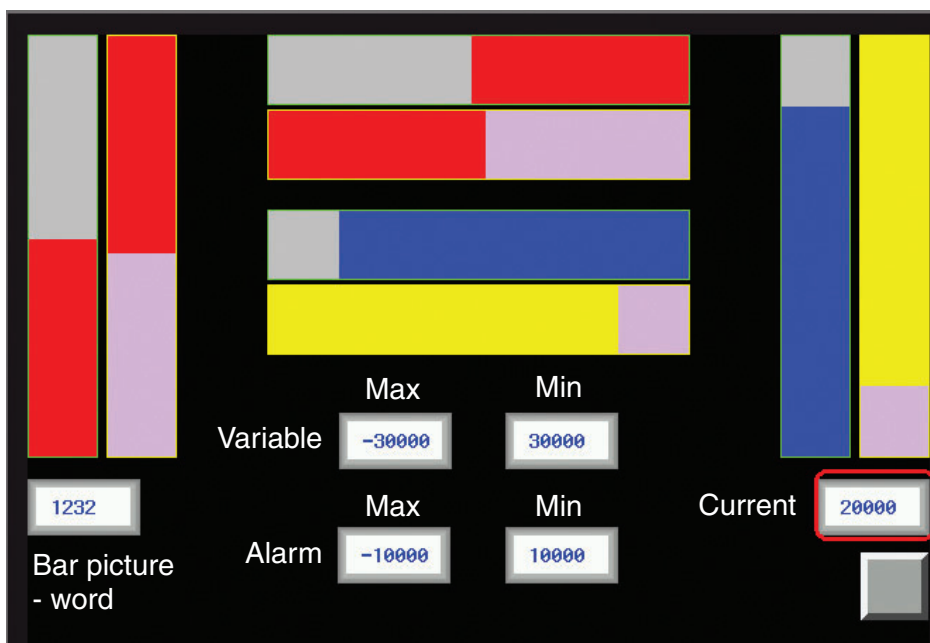 Max Min
Variable -30000 30000
1232 Max Min Current 20000
Alarm -10000 10000
Bar picture
- word